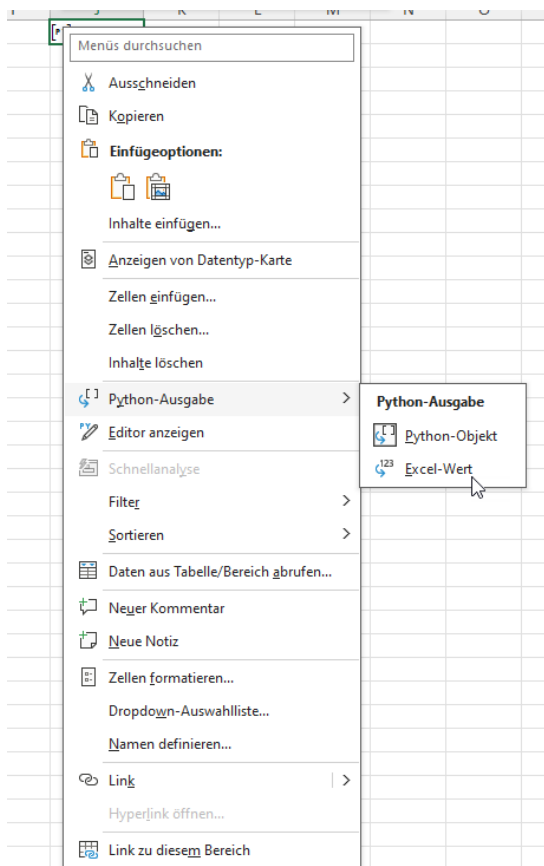 J K L M N O
Menüs durchsuchen
Ausschneiden
Kopieren
Einfügeoptionen:
Inhalte einfügen...
Anzeigen von Datentyp-Karte
Zellen einfügen...
Zellen löschen...
Inhalte löschen
Python-Ausgabe
Python-Ausgabe
Python-Objekt
Excel-Wert
Editor anzeigen
Schnellanalyse
Filter
Sortieren
Daten aus Tabelle/Bereich abrufen...
Neuer Kommentar
Neue Notiz
Zellen formatieren...
Dropdown-Auswahlliste...
Namen definieren...
Link
Hyperlink öffnen...
Link zu diesem Bereich